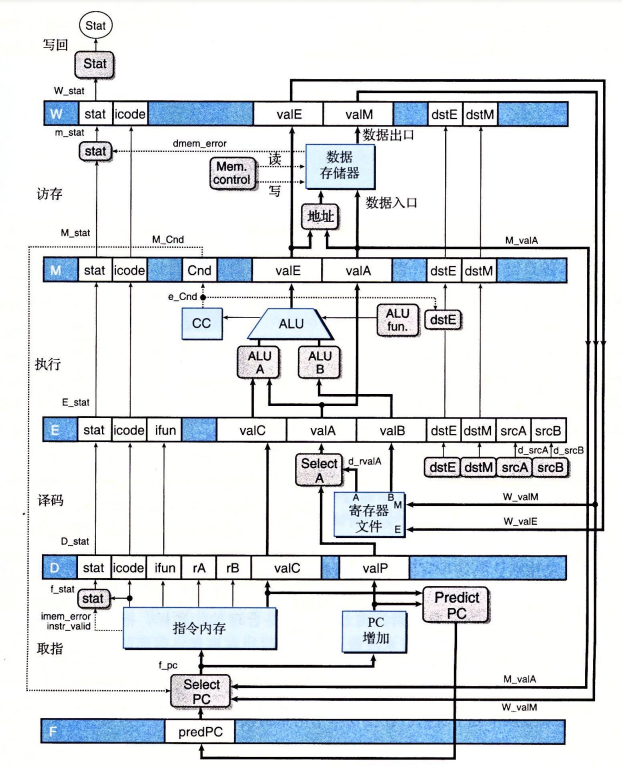 Stat
写回
Stat
W_stat
W stat icode valE valM dstE dstM
m_stat
数据出口
stat
dmem_error
读
数据
存储器
Mem.
control
写
访存
地址
数据入口
M_stat
M_Cnd
M_valA
M stat icode Cnd valE valA dstE dstM
e_Cnd
CC
ALU
ALU
fun.
dstE
执行
ALU
A
ALU
B
E_stat
E stat icode ifun valC valA valB dstE dstM srcA srcB
d_srcA d_srcB
Select
A
d_rvalA
dstE dstM srcA srcB
A B
M
寄存器
文件
E
W_valM
W_valE
译码
D_stat
D stat icode ifun rA rB valC valP
f_stat
stat
Predict
PC
imem_error
instr_valid
指令内存
PC
增加
取指
f_pc
Select
PC
M_valA
W_valM
F predPC